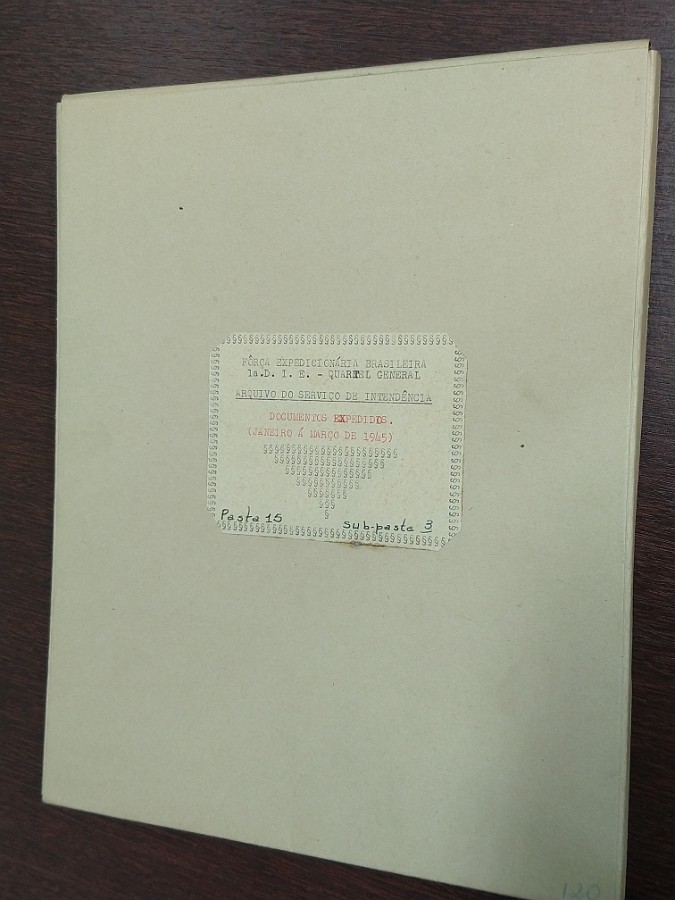 FÔRÇA EXPEDICIONÁRIA BRASILEIRA
1a.D. I. E. - QUARTEL GENERAL
ARQUIVO DO SERVIÇO DE INTENDÊNCIA
DOCUMENTOS EXPEDIDOS.
(JANEIRO Á MARÇO DE 1945)
Pasta 15 Sub-pasta 3
120